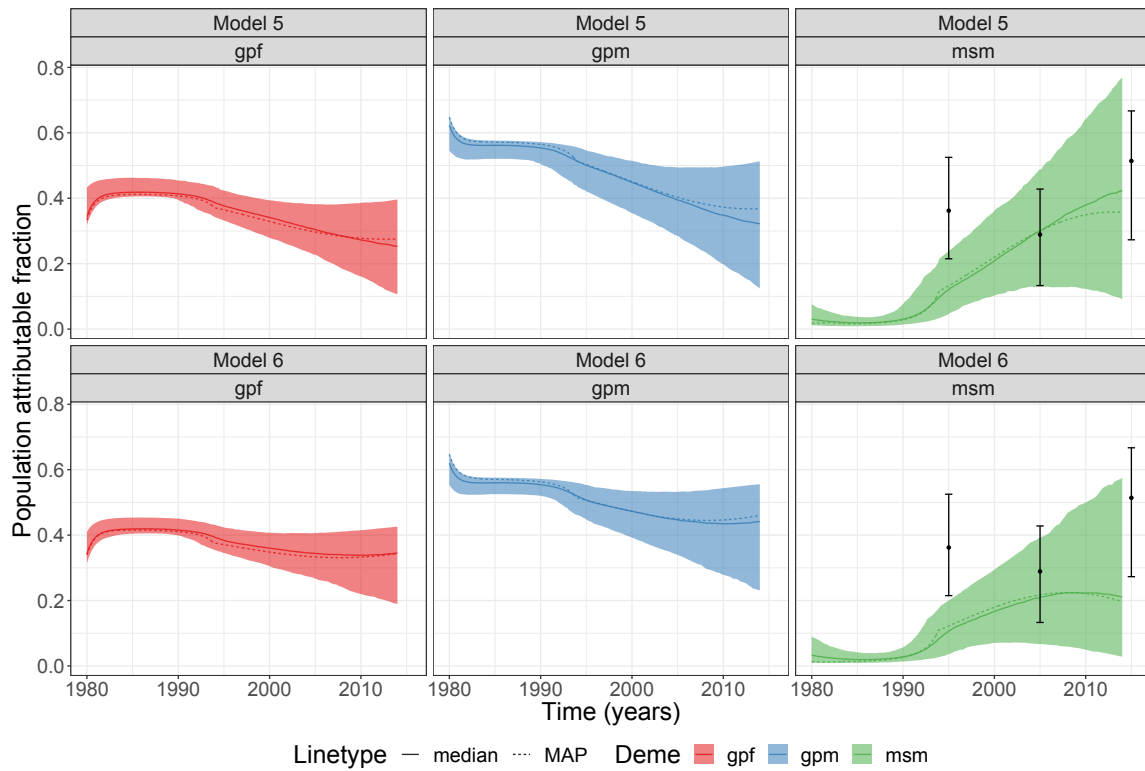 Model 5 Model 5 Model 5
gpf gpm msm
0.8
0.6
0.4
0.2
0.0
Model 6 Model 6 Model 6
gpf gpm msm
0.8
0.6
0.4
0.2
0.0
Population attributable fraction
1980 1990 2000 2010 1980 1990 2000 2010 1980 1990 2000 2010
Time (years)
Linetype median MAP Deme gpf gpm msm